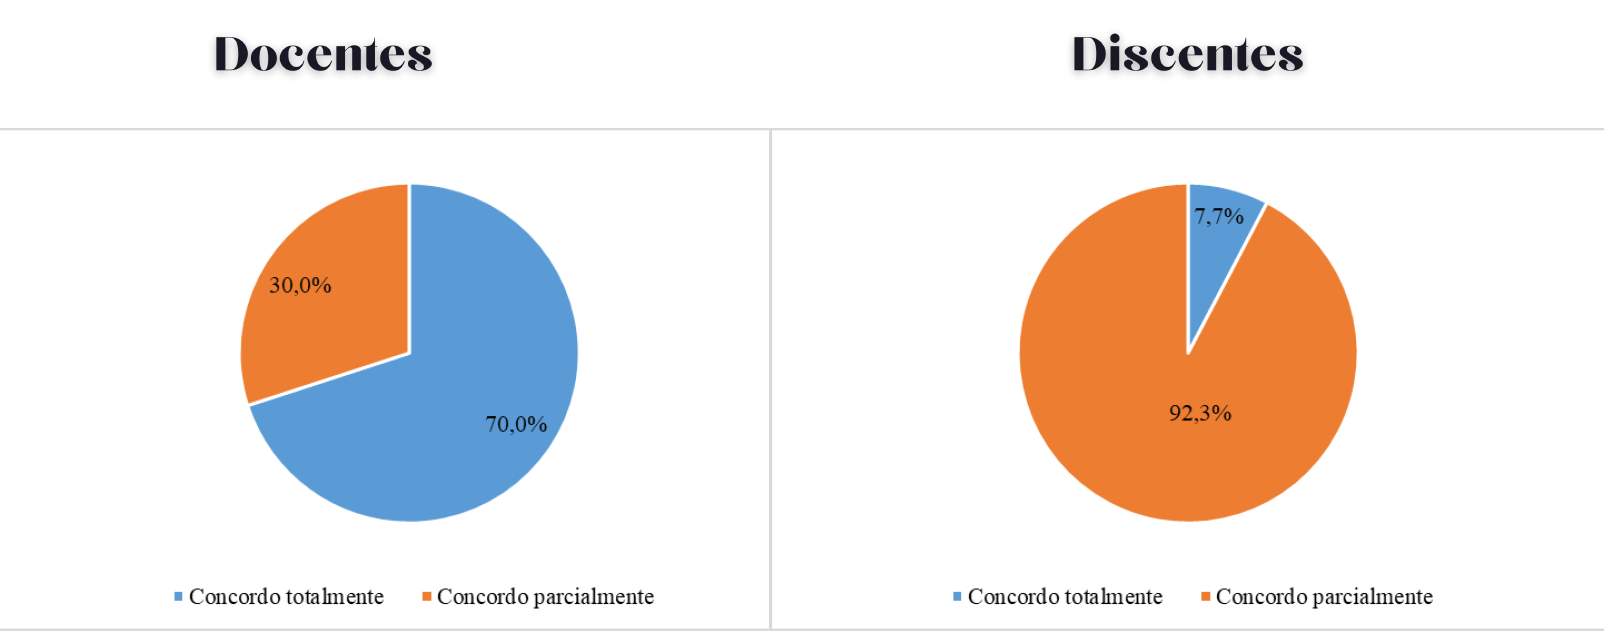 Docentes
Discentes
30,0%
70,0%
Concordo totalmente
Concordo parcialmente
7,7%
92,3%
Concordo totalmente
Concordo parcialmente